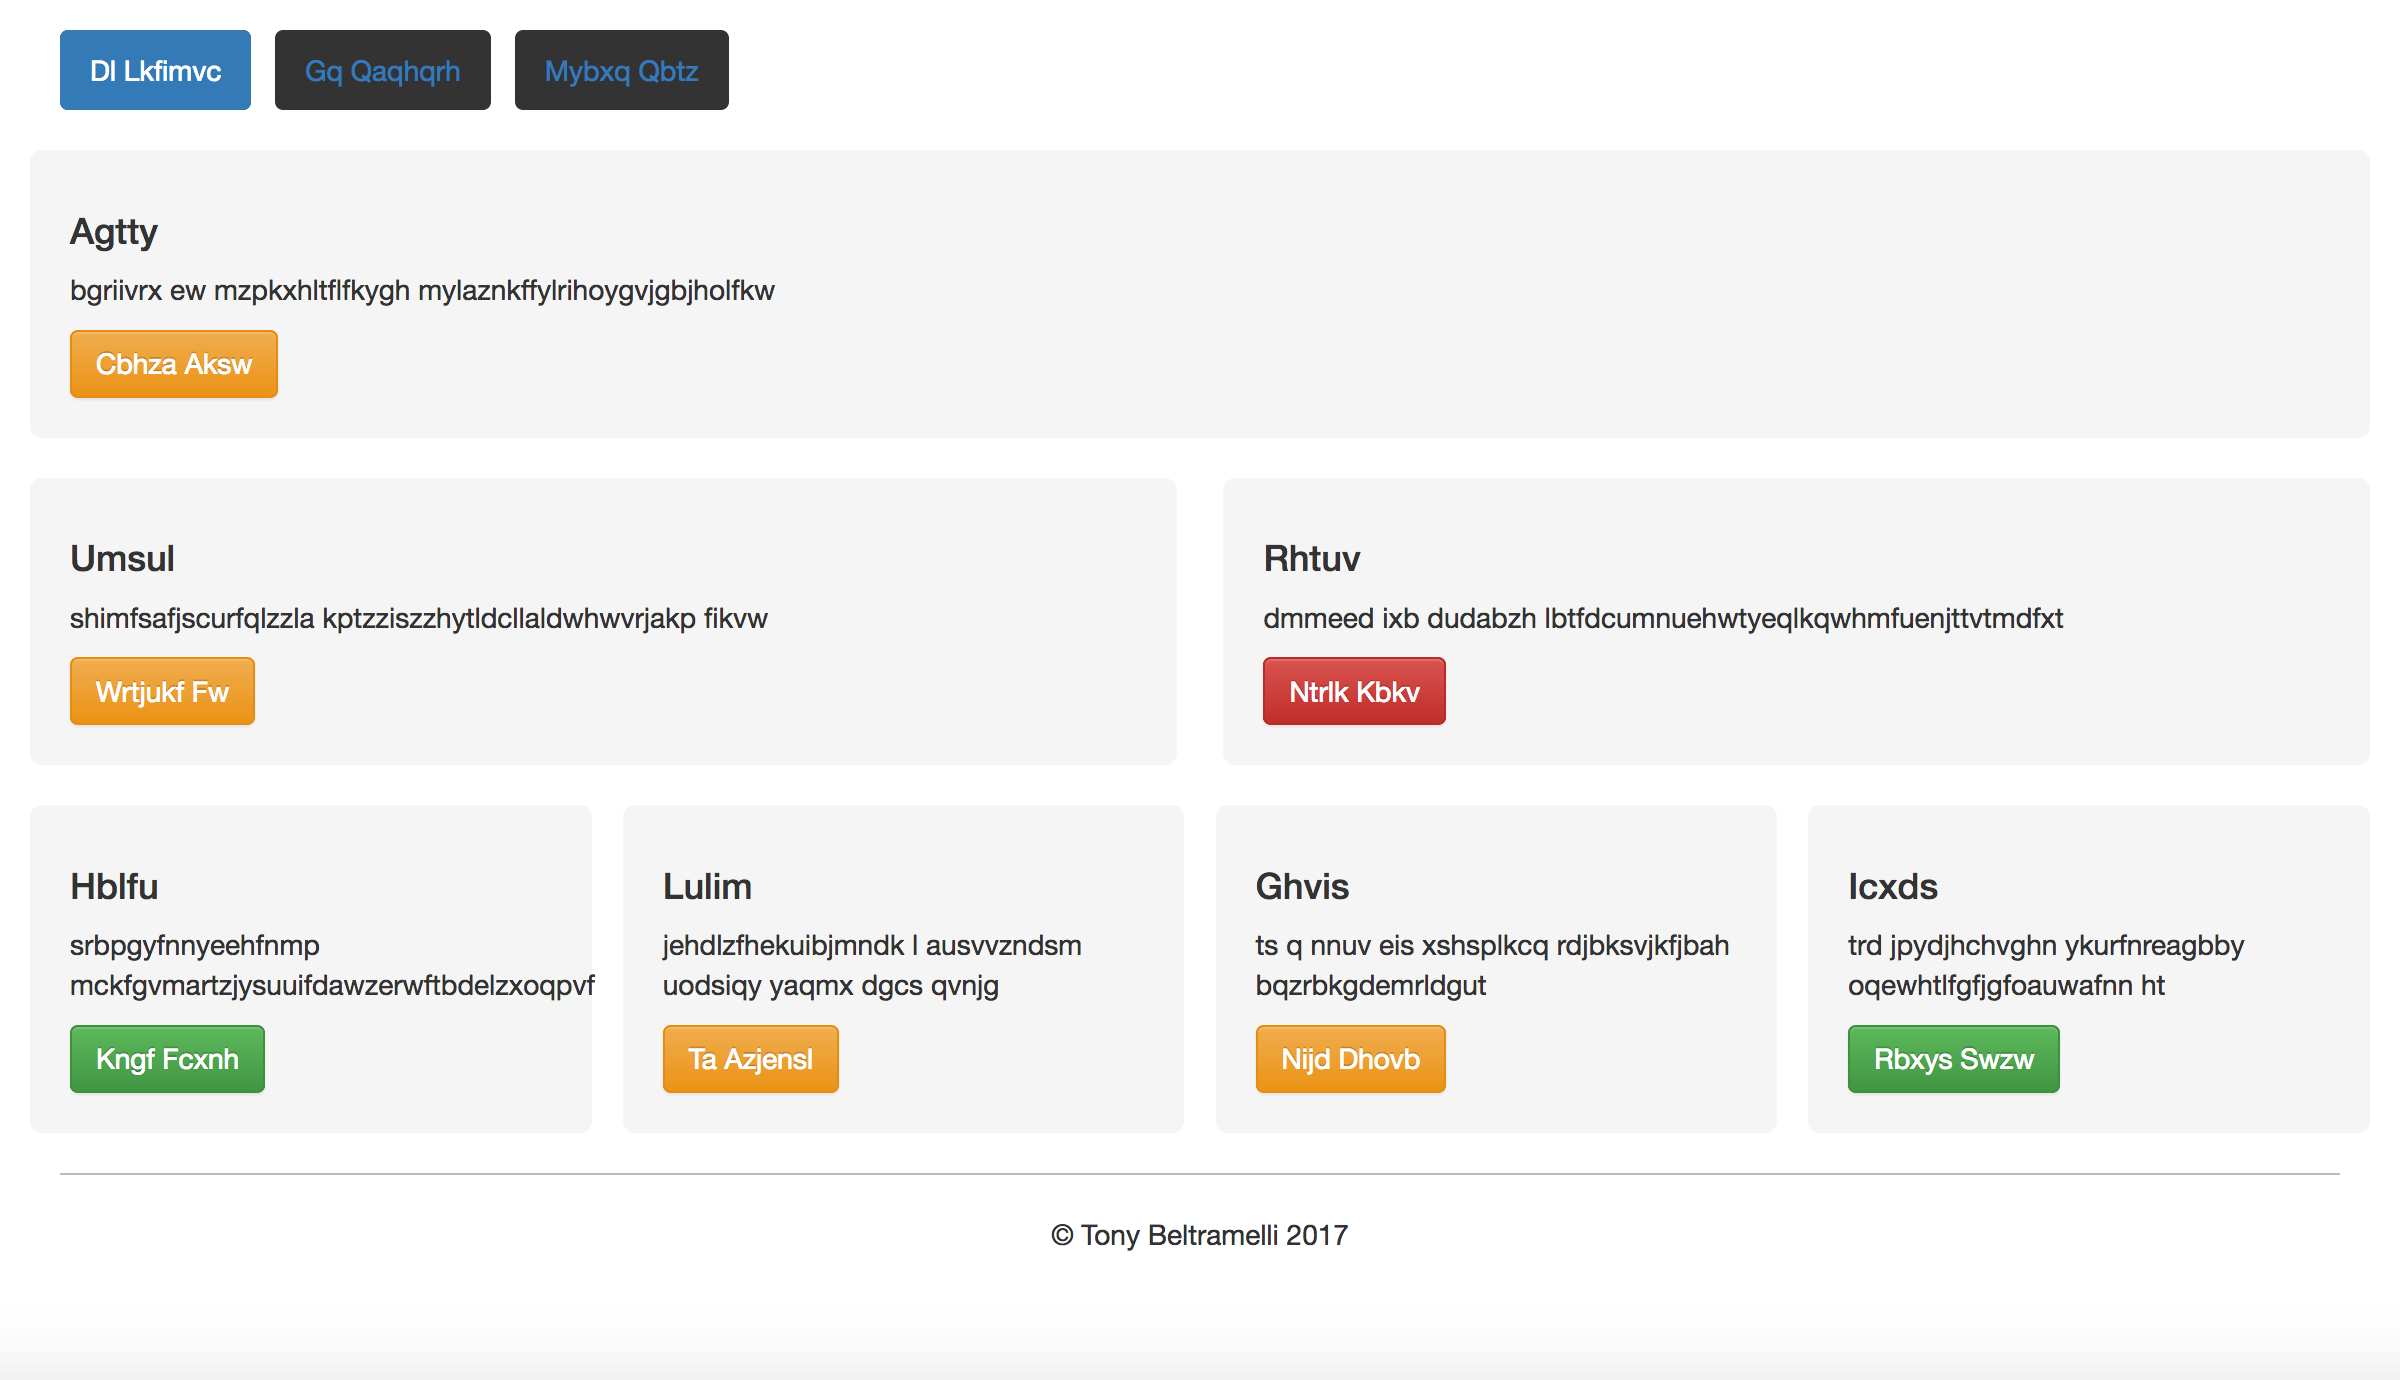 Dl Lkfimvc
Gq Qaqhqrh
Mybxq Qbtz
Agtty
bgriivrx ew mzpkxhltflfkygh mylaznkffylrihoygvjgbjholfkw
Cbhza Aksw
Umsul
shimfsafjscurfqlzzla kptzziszzhytldcllaldwhwvrjakp fikvw
Wrtjukf Fw
Rhtuv
dmmeed ixb dudabzh lbtfdcumnuehwtyeqlkqwhmfuenjttvtmdfxt
Ntrlk Kbkv
Hblfu
srbpgyfnnyeehfnmp
mckfgvmartzjysuuifdawzerwftbdelzxoqpvf
Kngf Fcxnh
Lulim
jehdlzfhekuibjmndk l ausvvzndsm
uodsiqy yaqmx dgcs qvnjg
Ta Azjensl
Ghvis
ts q nnuv eis xshsplkcq rdjbksvjkfjbah
bqzrbkgdemrldgut
Nijd Dhovb
Icxds
trd jpydjhchvghn ykurfnreagbby
oqewhtlfgfjgfoauwafnn ht
Rbxys Swzw
© Tony Beltramelli 2017